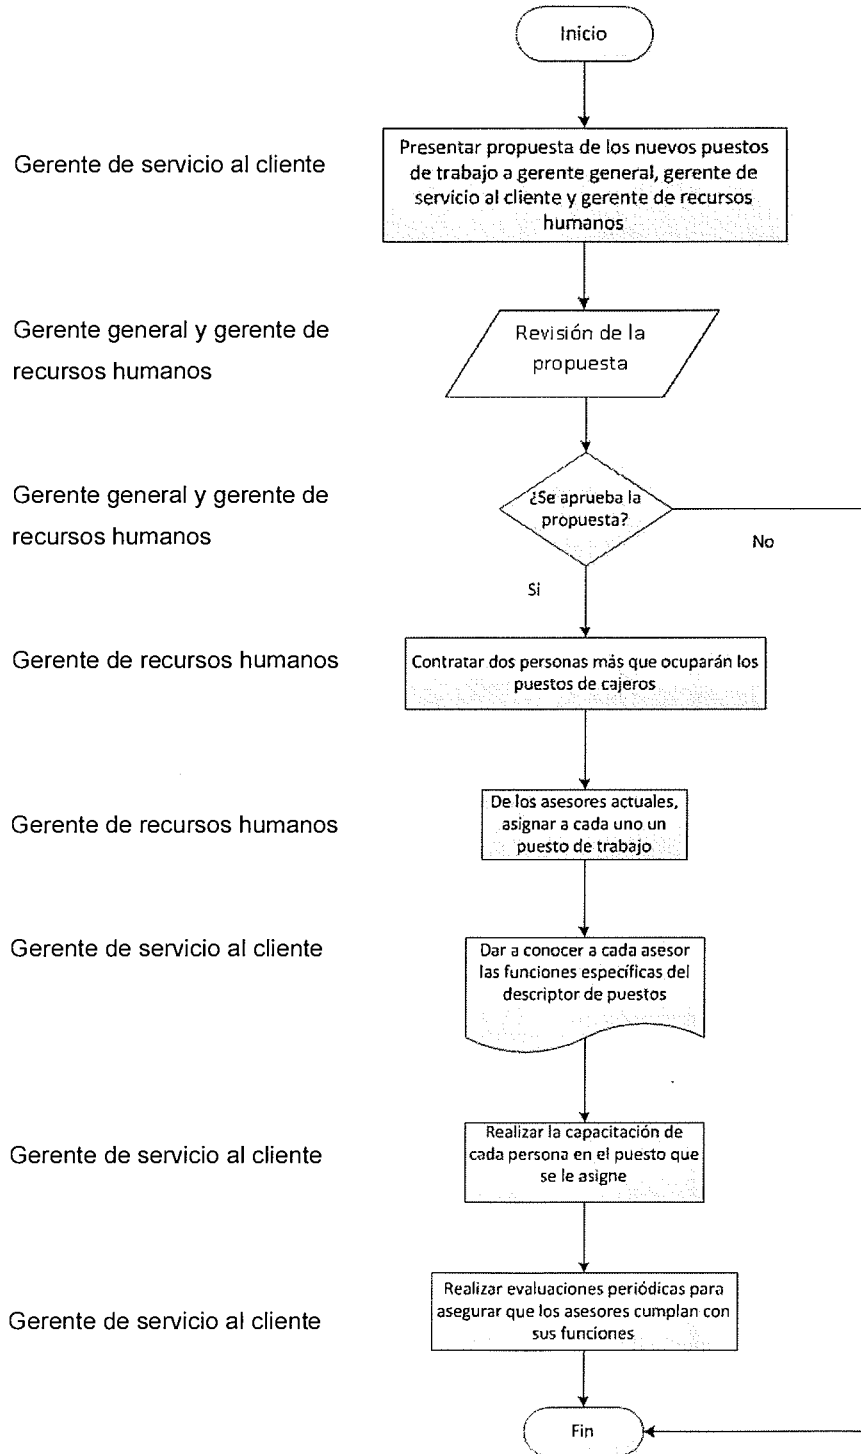 Inicio
Gerente de servicio al cliente
Presentar propuesta de los nuevos puestos
de trabajo a gerente general, gerente de
servicio al cliente y gerente de recursos
humanos
Gerente general y gerente de
recursos humanos
Revisión de la
propuesta
Gerente general y gerente de
recursos humanos
¿Se aprueba la
propuesta?
No
Si
Gerente de recursos humanos
Contratar dos personas más que ocuparán los
puestos de cajeros
Gerente de recursos humanos
De los asesores actuales,
asignar a cada uno un
puesto de trabajo
Gerente de servicio al cliente
Dar a conocer a cada asesor
las funciones específicas del
descriptor de puestos
Gerente de servicio al cliente
Realizar la capacitación de
cada persona en el puesto que
se le asigne
Gerente de servicio al cliente
Realizar evaluaciones periódicas para
asegurar que los asesores cumplan con
sus funciones
Fin